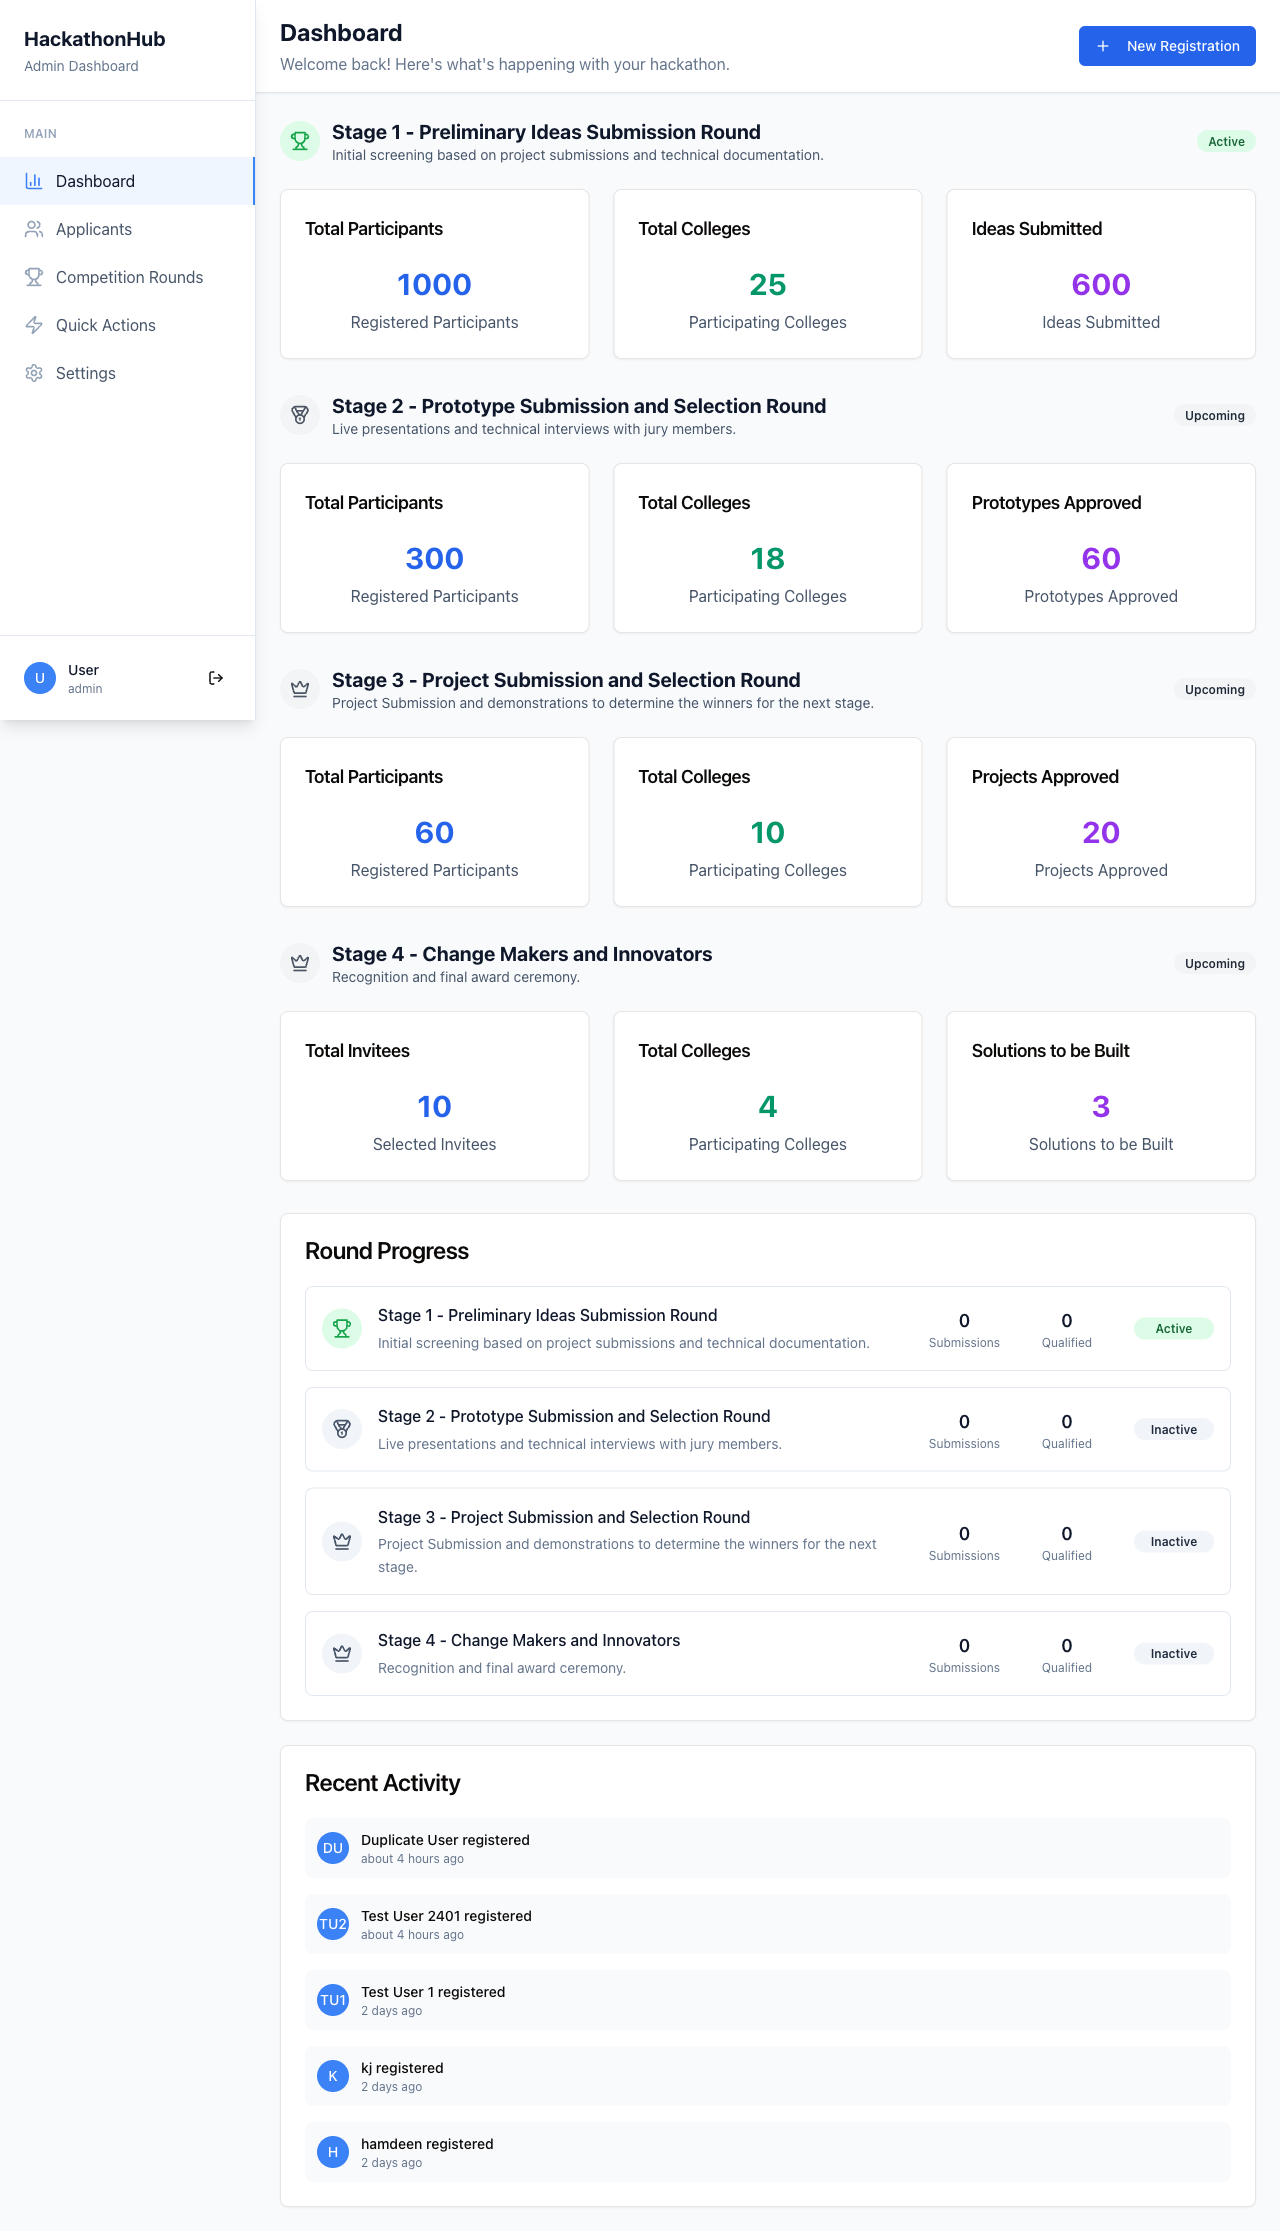 HackathonHub
Admin Dashboard
MAIN
Dashboard
Applicants
Competition Rounds
Quick Actions
Settings
U
User
admin
Dashboard
Welcome back! Here's what's happening with your hackathon.
New Registration
Stage 1 - Preliminary Ideas Submission Round
Initial screening based on project submissions and technical documentation.
Active
Total Participants
1000
Registered Participants
Total Colleges
25
Participating Colleges
Ideas Submitted
600
Ideas Submitted
Stage 2 - Prototype Submission and Selection Round
Live presentations and technical interviews with jury members.
Upcoming
Total Participants
300
Registered Participants
Total Colleges
18
Participating Colleges
Prototypes Approved
60
Prototypes Approved
Stage 3 - Project Submission and Selection Round
Project Submission and demonstrations to determine the winners for the next stage.
Upcoming
Total Participants
60
Registered Participants
Total Colleges
10
Participating Colleges
Projects Approved
20
Projects Approved
Stage 4 - Change Makers and Innovators
Recognition and final award ceremony.
Upcoming
Total Invitees
10
Selected Invitees
Total Colleges
4
Participating Colleges
Solutions to be Built
3
Solutions to be Built
Round Progress
Stage 1 - Preliminary Ideas Submission Round
Initial screening based on project submissions and technical documentation.
0
Submissions
0
Qualified
Active
Stage 2 - Prototype Submission and Selection Round
Live presentations and technical interviews with jury members.
0
Submissions
0
Qualified
Inactive
Stage 3 - Project Submission and Selection Round
Project Submission and demonstrations to determine the winners for the next
stage.
0
Submissions
0
Qualified
Inactive
Stage 4 - Change Makers and Innovators
Recognition and final award ceremony.
0
Submissions
0
Qualified
Inactive
Recent Activity
DU
Duplicate User registered
about 4 hours ago
TU2
Test User 2401 registered
about 4 hours ago
TU1
Test User 1 registered
2 days ago
K
kj registered
2 days ago
H
hamdeen registered
2 days ago